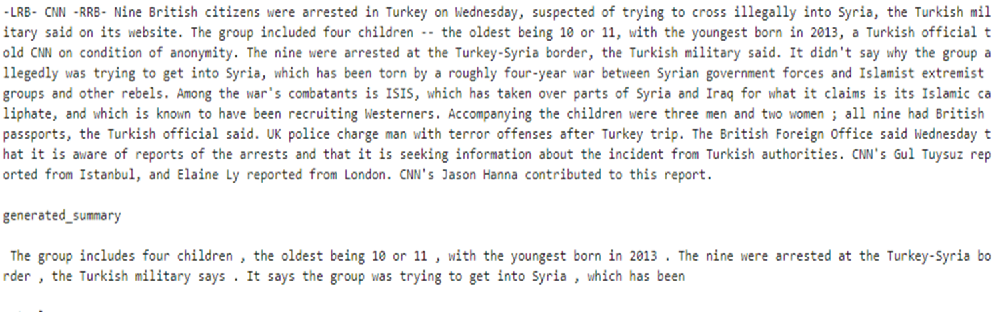 -LRB- CNN -RRB- Nine British citizens were arrested in Turkey on Wednesday, suspected of trying to cross illegally into Syria, the Turkish mil
itary said on its website. The group included four children -- the oldest being 10 or 11, with the youngest born in 2013, a Turkish official t
old CNN on condition of anonymity. The nine were arrested at the Turkey-Syria border, the Turkish military said. It didn't say why the group a
llegedly was trying to get into Syria, which has been torn by a roughly four-year war between Syrian government forces and Islamist extremist
groups and other rebels. Among the war's combatants is ISIS, which has taken over parts of Syria and Iraq for what it claims is its Islamic ca
liphate, and which is known to have been recruiting Westerners. Accompanying the children were three men and two women ; all nine had British
passports, the Turkish official said. UK police charge man with terror offenses after Turkey trip. The British Foreign Office said Wednesday t
hat it is aware of reports of the arrests and that it is seeking information about the incident from Turkish authorities. CNN's Gul Tuysuz rep
orted from Istanbul, and Elaine Ly reported from London. CNN's Jason Hanna contributed to this report.
generated_summary
The group includes four children , the oldest being 10 or 11 , with the youngest born in 2013 . The nine were arrested at the Turkey-Syria bo
rder , the Turkish military says . It says the group was trying to get into Syria , which has been